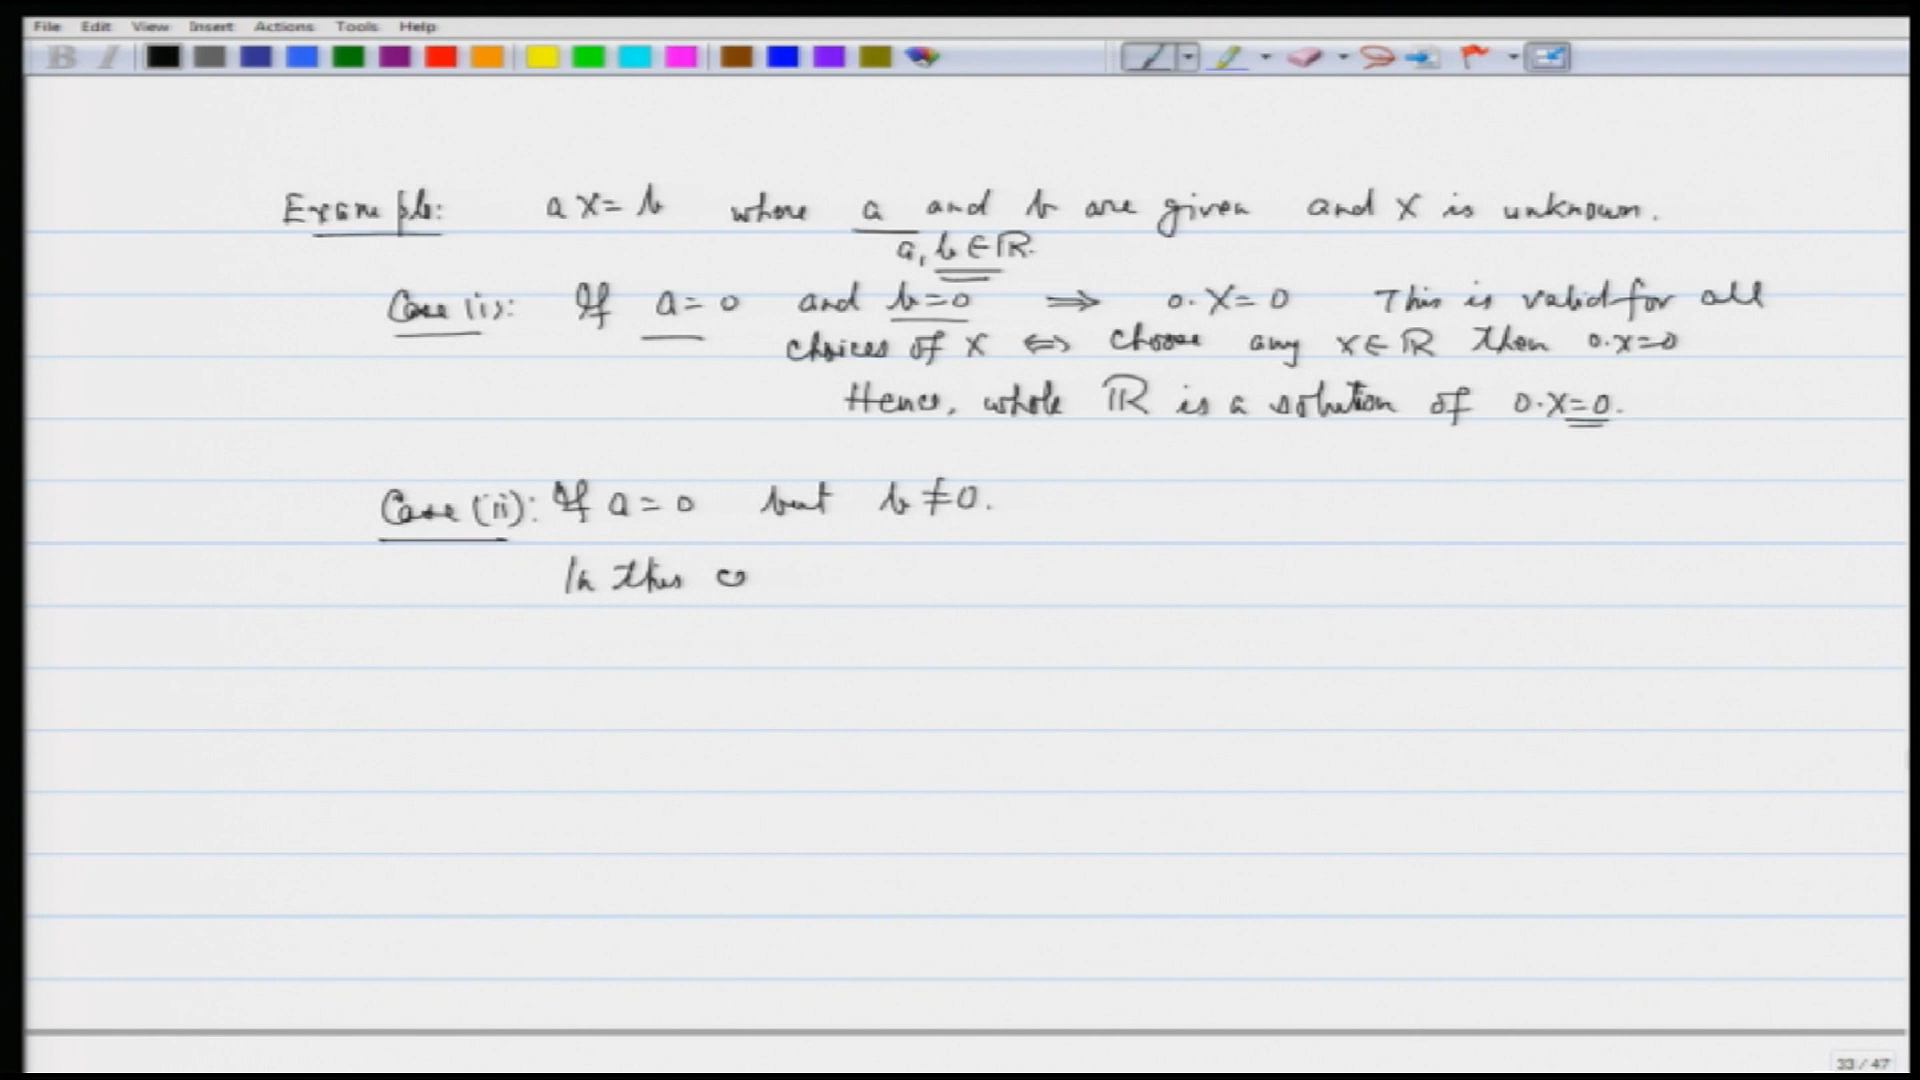 File Edit View Insert Actions Tools Help
B I
Example: ax=b where a and b are given and x is unknown.
a, b ∈ ℝ.
Case (i): If a=0 and b=0 ⟹ 0·x=0 This is valid for all
choices of x ⟺ choose any x∈ℝ then 0·x=0
Hence, whole ℝ is a solution of 0·x=0.
Case (ii): If a=0 but b≠0.
In this co
33 / 47